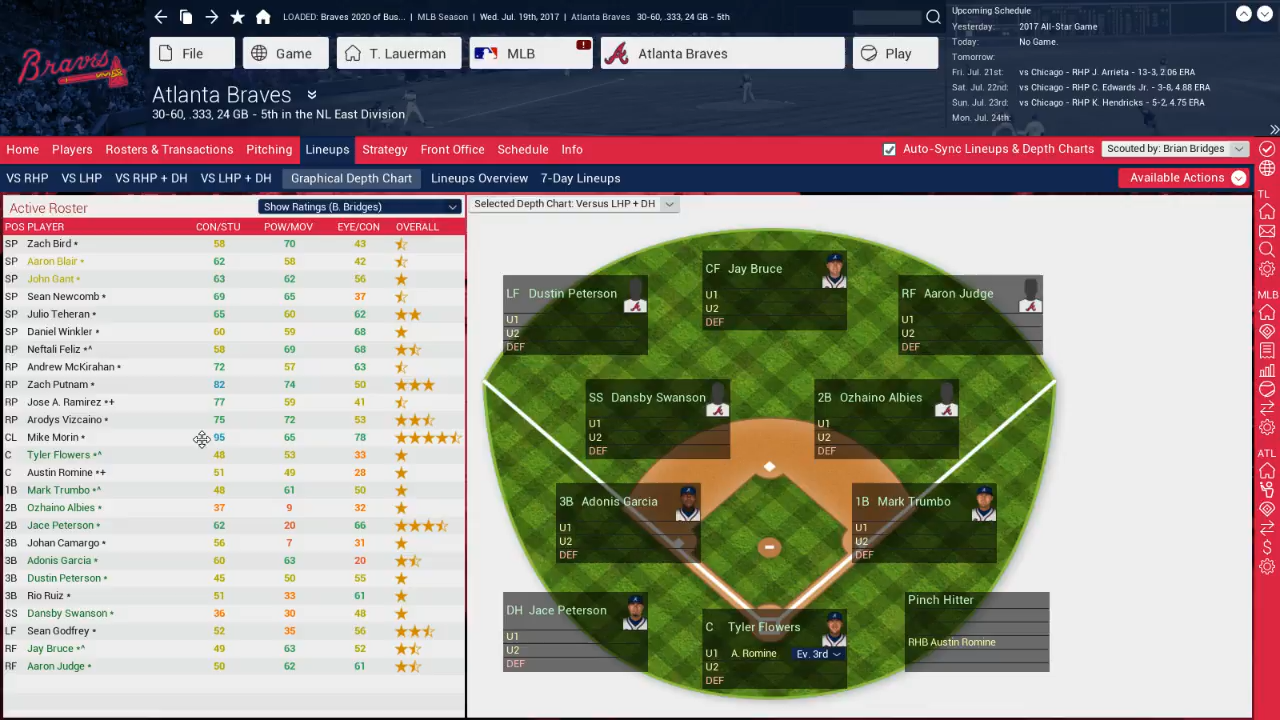 LOADED: Braves 2020 of Bus... | MLB Season | Wed. Jul. 19th, 2017 | Atlanta Braves 30-60, .333, 24 GB - 5th
Braves
File
Game
T. Lauerman
MLB
!
Atlanta Braves
Play
Atlanta Braves
30-60, .333, 24 GB - 5th in the NL East Division
Upcoming Schedule
Yesterday: 2017 All-Star Game
Today: No Game.
Tomorrow:
Fri. Jul. 21st: vs Chicago - RHP J. Arrieta - 13-3, 2.06 ERA
Sat. Jul. 22nd: vs Chicago - RHP C. Edwards Jr. - 3-8, 4.88 ERA
Sun. Jul. 23rd: vs Chicago - RHP K. Hendricks - 5-2, 4.75 ERA
Mon. Jul. 24th:
Home Players Rosters & Transactions Pitching Lineups Strategy Front Office Schedule Info
Auto-Sync Lineups & Depth Charts
Scouted by: Brian Bridges
VS RHP VS LHP VS RHP + DH VS LHP + DH Graphical Depth Chart Lineups Overview 7-Day Lineups
Available Actions
Active Roster
Show Ratings (B. Bridges)
POS PLAYER CON/STU POW/MOV EYE/CON OVERALL
SP Zach Bird * 58 70 43
SP Aaron Blair * 62 58 42
SP John Gant * 63 62 56
SP Sean Newcomb * 69 65 37
SP Julio Teheran * 65 60 62
SP Daniel Winkler * 60 59 68
RP Neftali Feliz *^ 58 69 68
RP Andrew McKirahan * 72 57 63
RP Zach Putnam * 82 74 50
RP Jose A. Ramirez *+ 77 59 41
RP Arodys Vizcaino * 75 72 53
CL Mike Morin * 95 65 78
C Tyler Flowers *^ 48 53 33
C Austin Romine *+ 51 49 28
1B Mark Trumbo *^ 48 61 50
2B Ozhaino Albies * 37 9 32
2B Jace Peterson * 62 20 66
3B Johan Camargo * 56 7 31
3B Adonis Garcia * 60 63 20
3B Dustin Peterson * 45 50 55
3B Rio Ruiz * 51 33 61
SS Dansby Swanson * 36 30 48
LF Sean Godfrey * 52 35 56
RF Jay Bruce *^ 49 63 52
RF Aaron Judge * 50 62 61
Selected Depth Chart: Versus LHP + DH
CF Jay Bruce
U1
U2
DEF
LF Dustin Peterson
U1
U2
DEF
RF Aaron Judge
U1
U2
DEF
SS Dansby Swanson
U1
U2
DEF
2B Ozhaino Albies
U1
U2
DEF
3B Adonis Garcia
U1
U2
DEF
1B Mark Trumbo
U1
U2
DEF
DH Jace Peterson
U1
U2
DEF
C Tyler Flowers
U1 A. Romine Ev. 3rd
U2
DEF
Pinch Hitter
RHB Austin Romine
TL
MLB
ATL